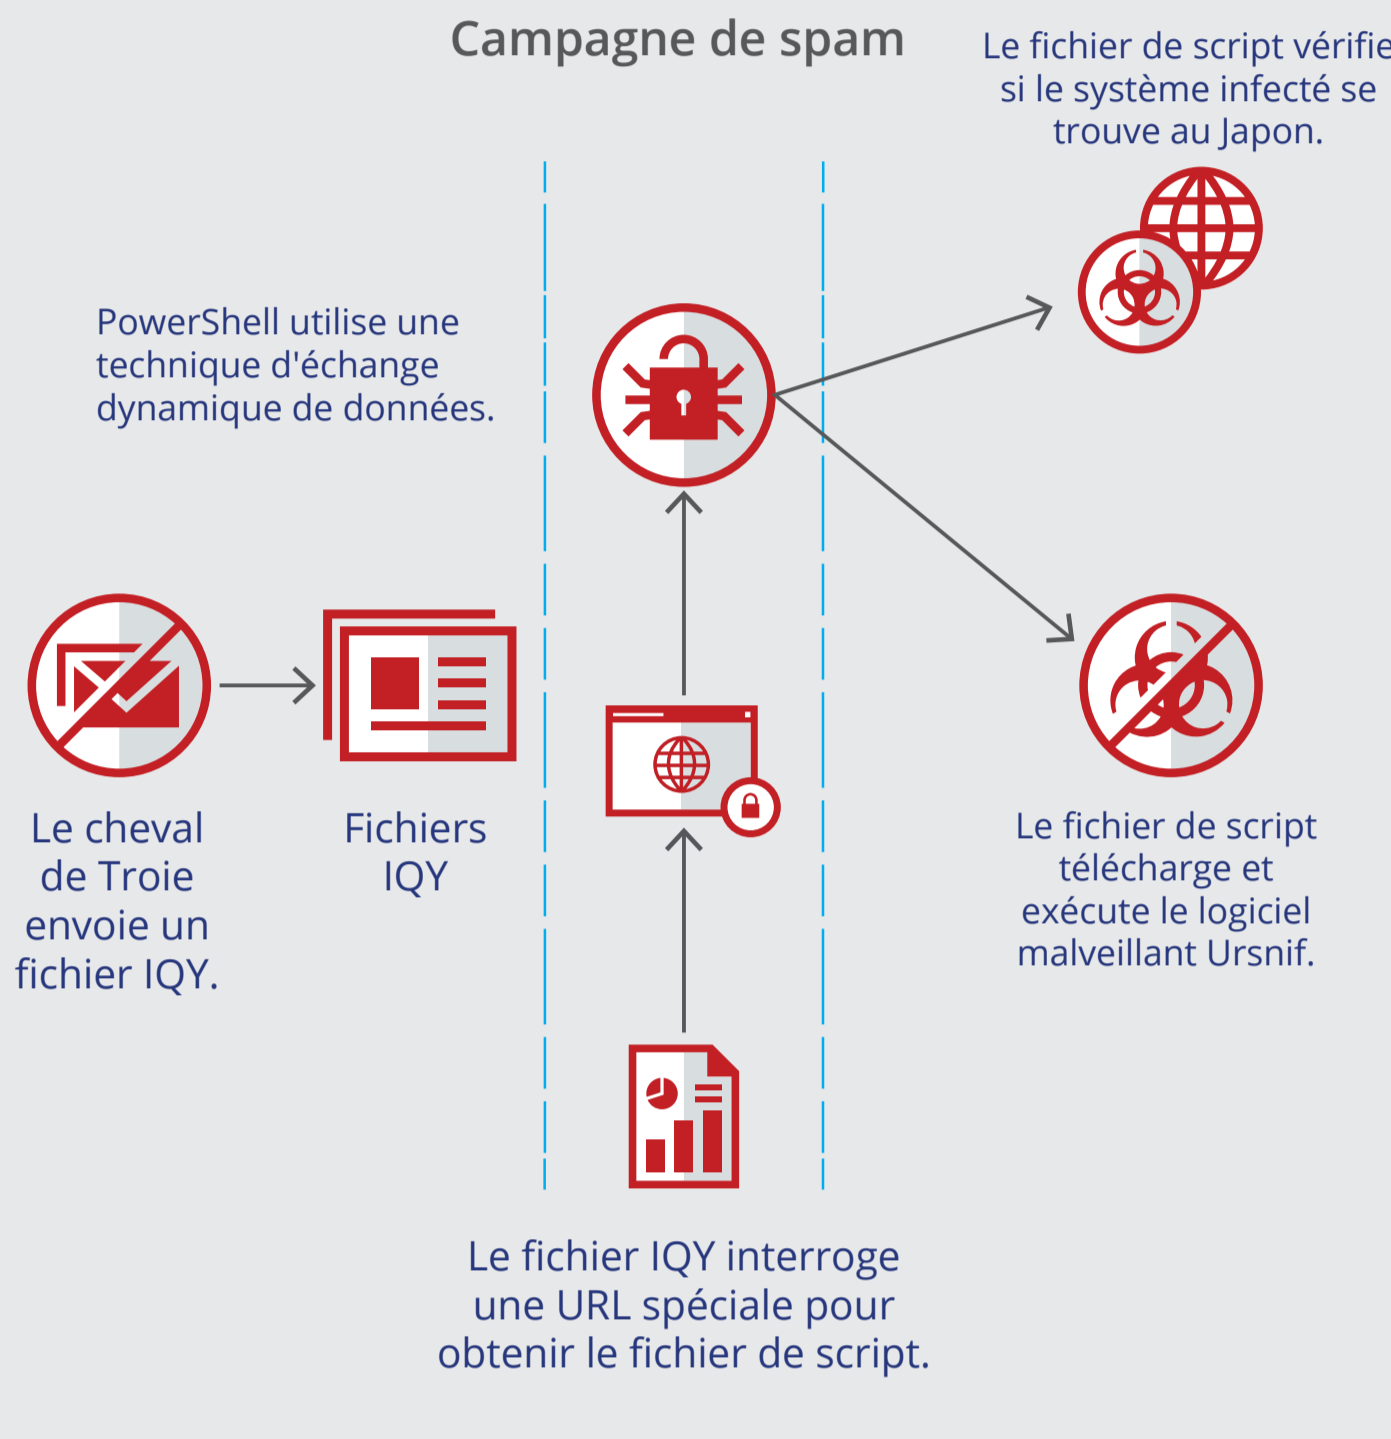 Campagne de spam
Le fichier de script vérifie
si le système infecté se
trouve au Japon.
PowerShell utilise une
technique d'échange
dynamique de données.
Le cheval
de Troie
envoie un
fichier IQY.
Fichiers
IQY
Le fichier de script
télécharge et
exécute le logiciel
malveillant Ursnif.
Le fichier IQY interroge
une URL spéciale pour
obtenir le fichier de script.